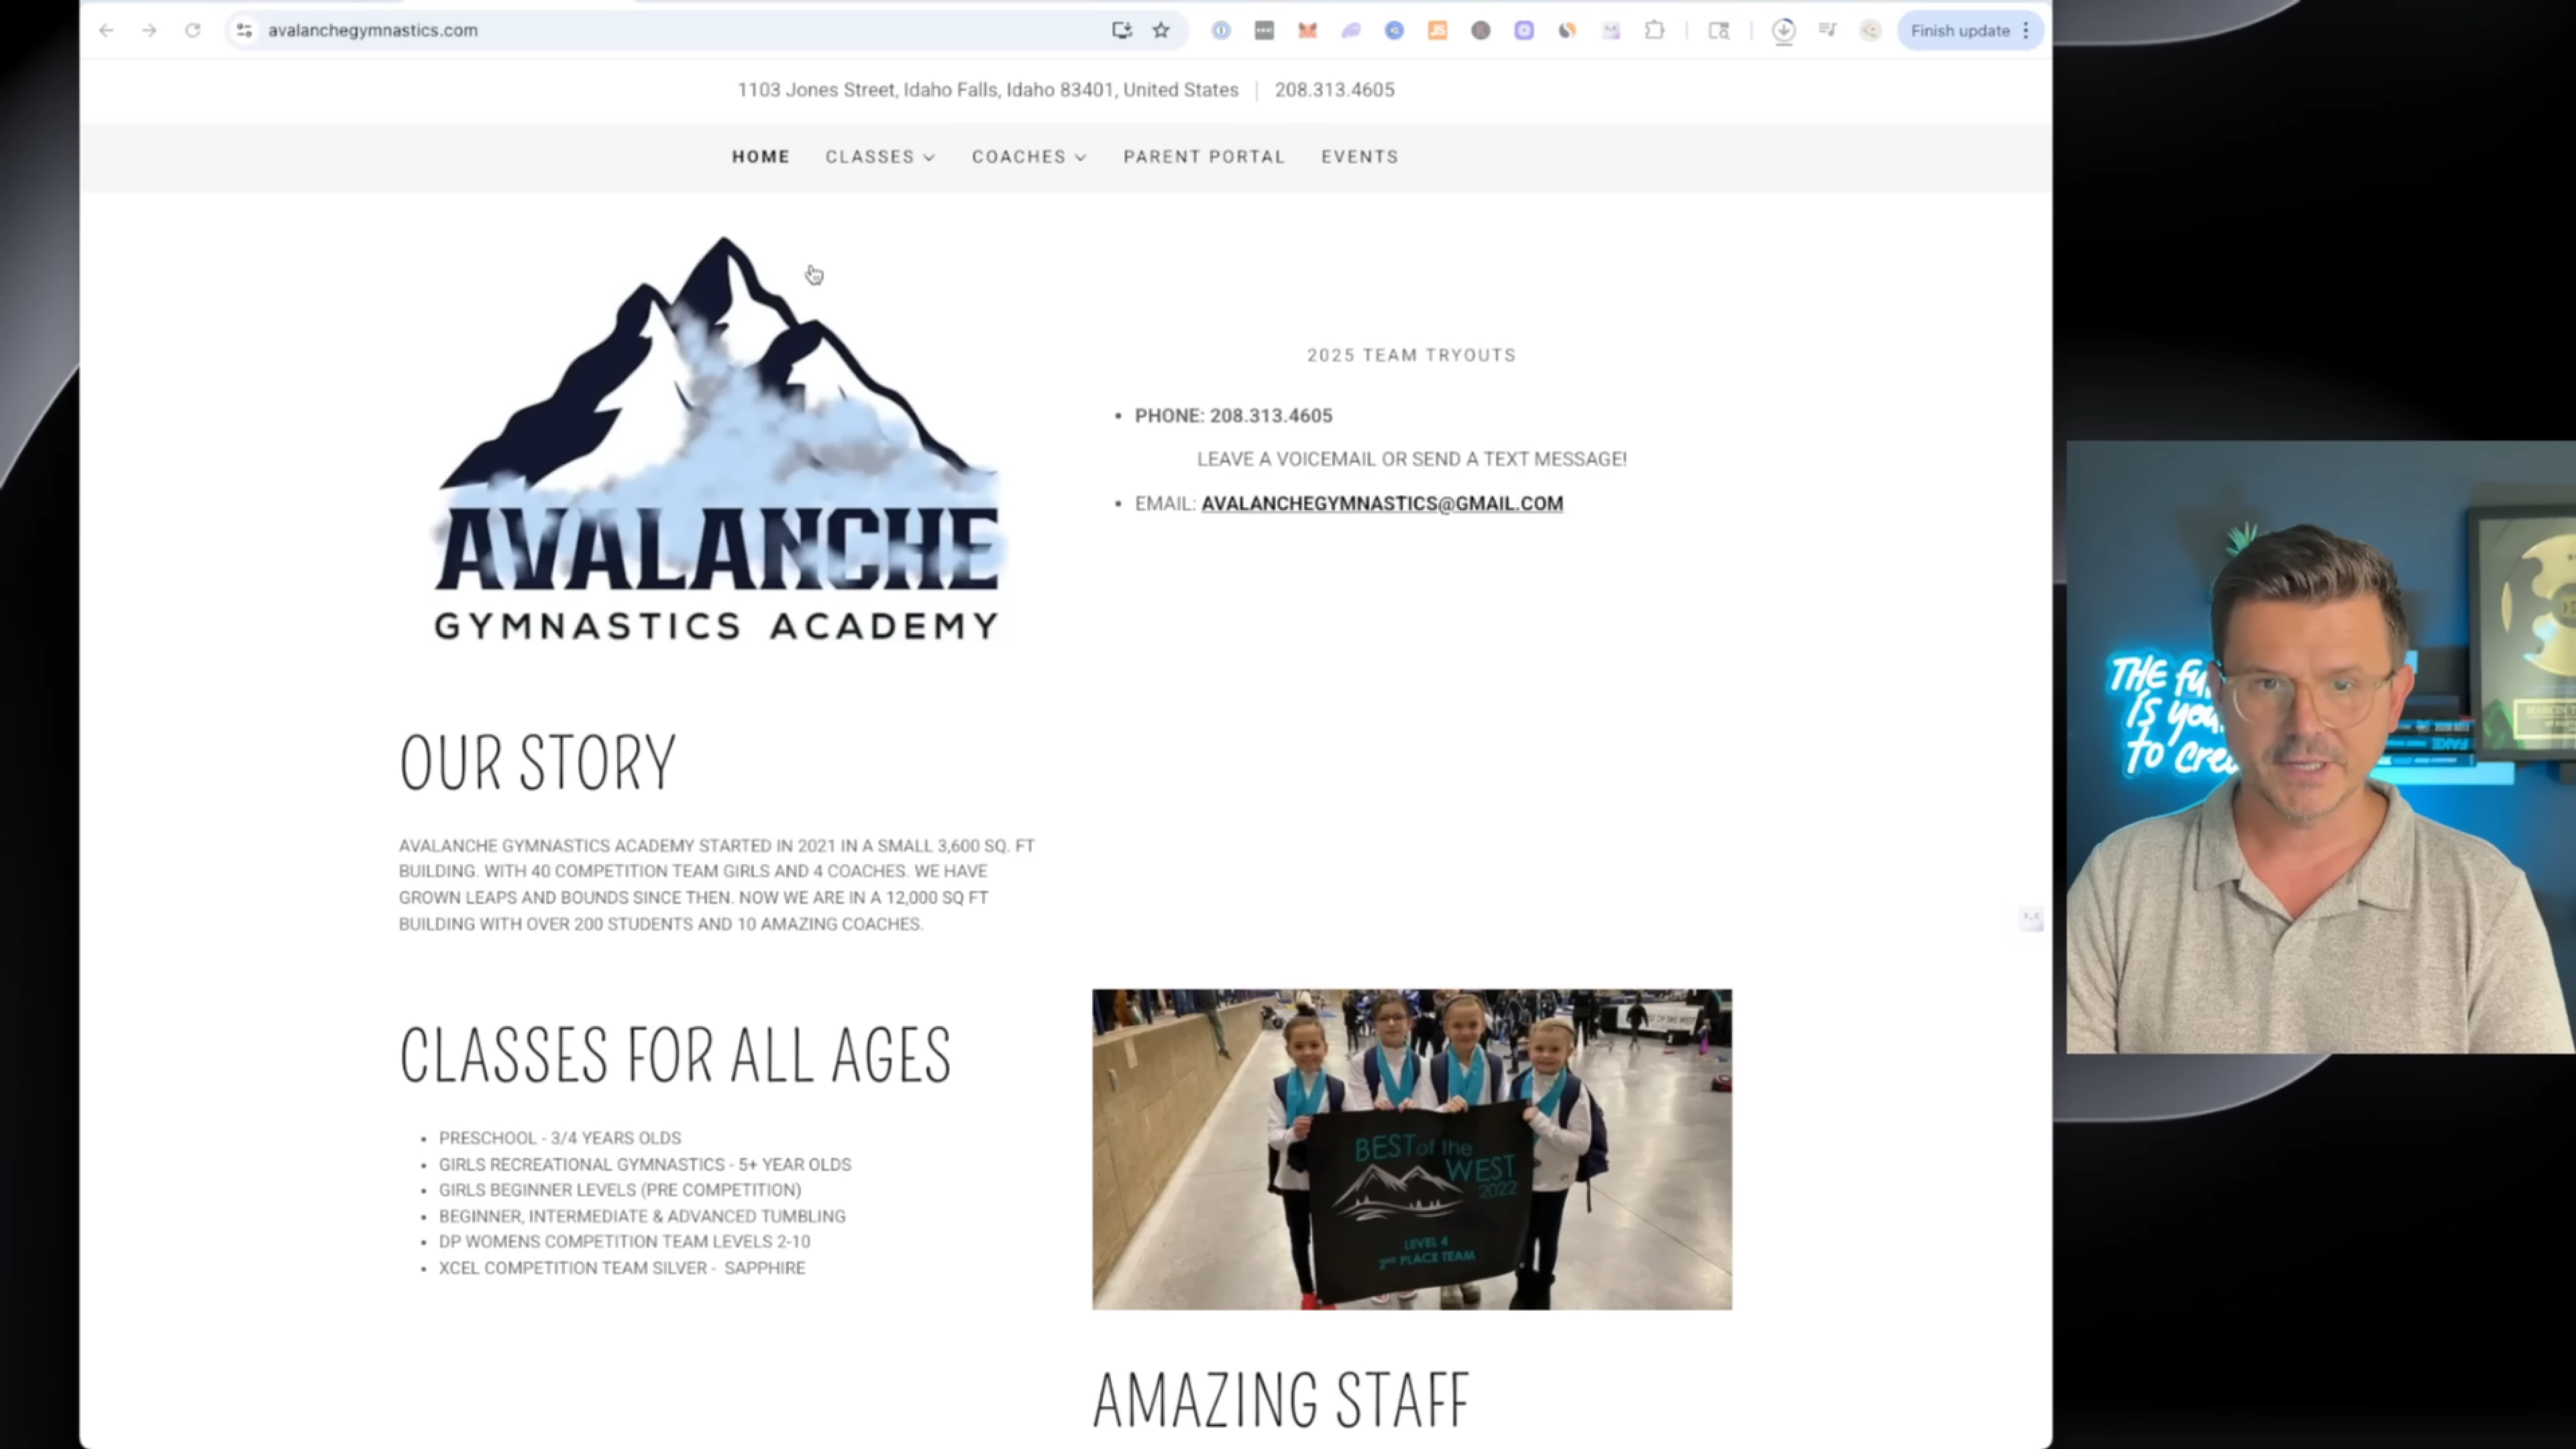 avalanchegymnastics.com
Finish update
1103 Jones Street, Idaho Falls, Idaho 83401, United States | 208.313.4605
HOME CLASSES COACHES PARENT PORTAL EVENTS
AVALANCHE
GYMNASTICS ACADEMY
2025 TEAM TRYOUTS
• PHONE: 208.313.4605
LEAVE A VOICEMAIL OR SEND A TEXT MESSAGE!
• EMAIL: AVALANCHEGYMNASTICS@GMAIL.COM
OUR STORY
AVALANCHE GYMNASTICS ACADEMY STARTED IN 2021 IN A SMALL 3,600 SQ. FT
BUILDING. WITH 40 COMPETITION TEAM GIRLS AND 4 COACHES. WE HAVE
GROWN LEAPS AND BOUNDS SINCE THEN. NOW WE ARE IN A 12,000 SQ FT
BUILDING WITH OVER 200 STUDENTS AND 10 AMAZING COACHES.
CLASSES FOR ALL AGES
• PRESCHOOL - 3/4 YEARS OLDS
• GIRLS RECREATIONAL GYMNASTICS - 5+ YEAR OLDS
• GIRLS BEGINNER LEVELS (PRE COMPETITION)
• BEGINNER, INTERMEDIATE & ADVANCED TUMBLING
• DP WOMENS COMPETITION TEAM LEVELS 2-10
• XCEL COMPETITION TEAM SILVER - SAPPHIRE
BEST of the
WEST
2022
LEVEL 4
2ND PLACE TEAM
AMAZING STAFF
THE
IS
to